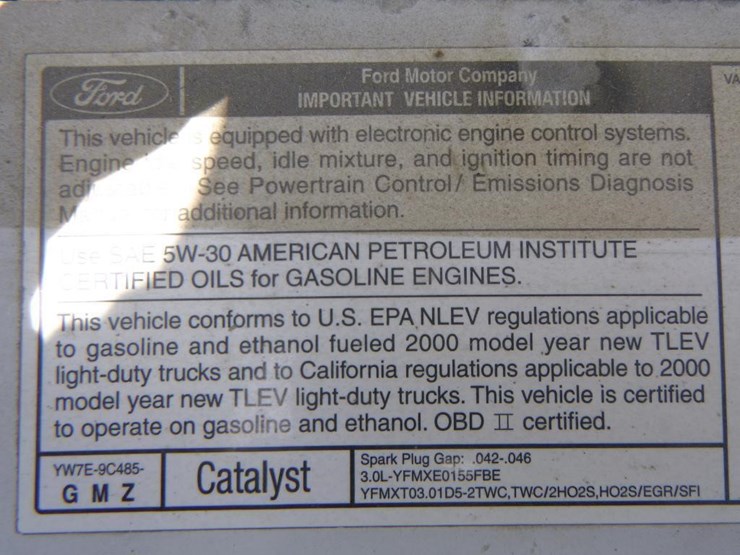 Ford
Ford Motor Company
IMPORTANT VEHICLE INFORMATION
VA
This vehicle is equipped with electronic engine control systems.
Engine speed, idle mixture, and ignition timing are not
See Powertrain Control/ Emissions Diagnosis
additional information.
Use SAE 5W-30 AMERICAN PETROLEUM INSTITUTE
CERTIFIED OILS for GASOLINE ENGINES.
This vehicle conforms to U.S. EPA NLEV regulations applicable
to gasoline and ethanol fueled 2000 model year new TLEV
light-duty trucks and to California regulations applicable to 2000
model year new TLEV light-duty trucks. This vehicle is certified
to operate on gasoline and ethanol. OBD II certified.
YW7E-9C485-
G M Z
Catalyst
Spark Plug Gap: .042-.046
3.0L-YFMXE0155FBE
YFMXT03.01D5-2TWC,TWC/2HO2S,HO2S/EGR/SFI